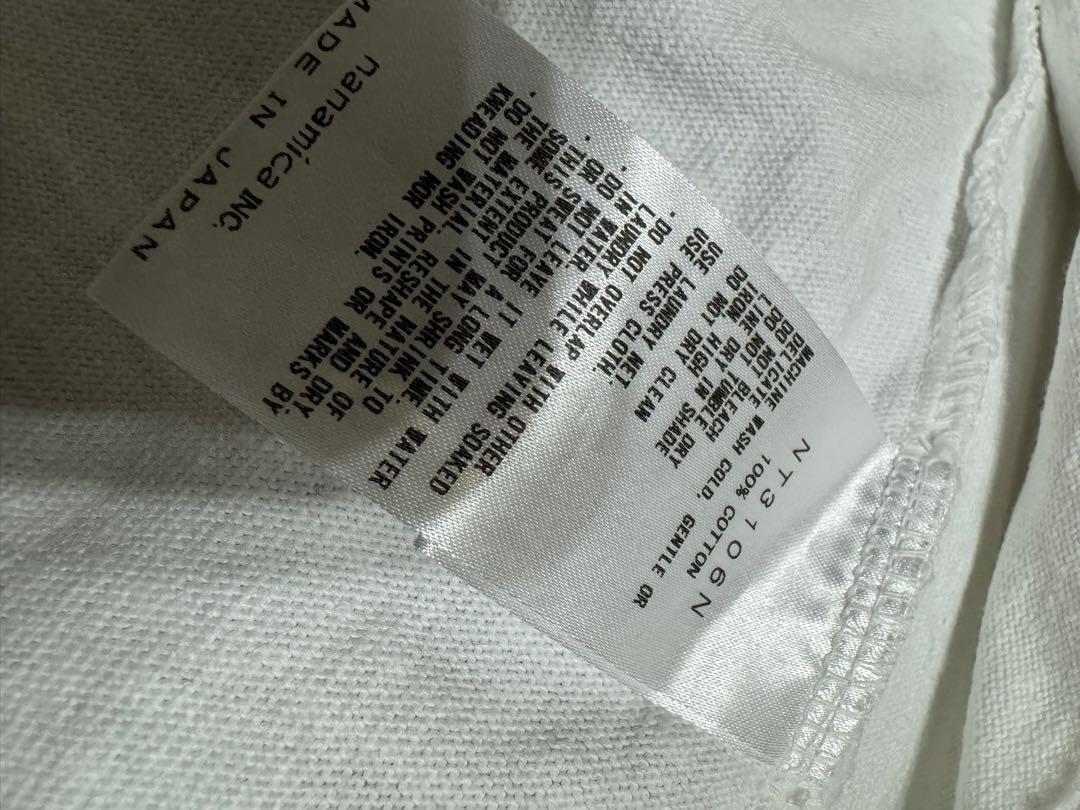 NT3106N
100% COTTON
MACHINE WASH COLD, GENTLE OR
DELICATE
DO NOT BLEACH
DO NOT TUMBLE DRY
LINE DRY IN SHADE
IRON HIGH
DO NOT DRY CLEAN
USE PRESS CLOTH.
USE LAUNDRY NET.
・DO NOT OVERLAP WITH OTHER
LAUNDRY WHILE LEAVING SOAKED
IN WATER.
・DO NOT LEAVE IT WET WITH WATER
OR SWEAT FOR A LONG TIME.
・THIS PRODUCT MAY SHRINK TO
SOME EXTENT IN THE NATURE OF
THE MATERIAL. RESHAPE AND DRY
・DO NOT WASH PRINTS OR MARKS BY
KNEADING NOR IRON.
nanamica INC.
MADE IN JAPAN